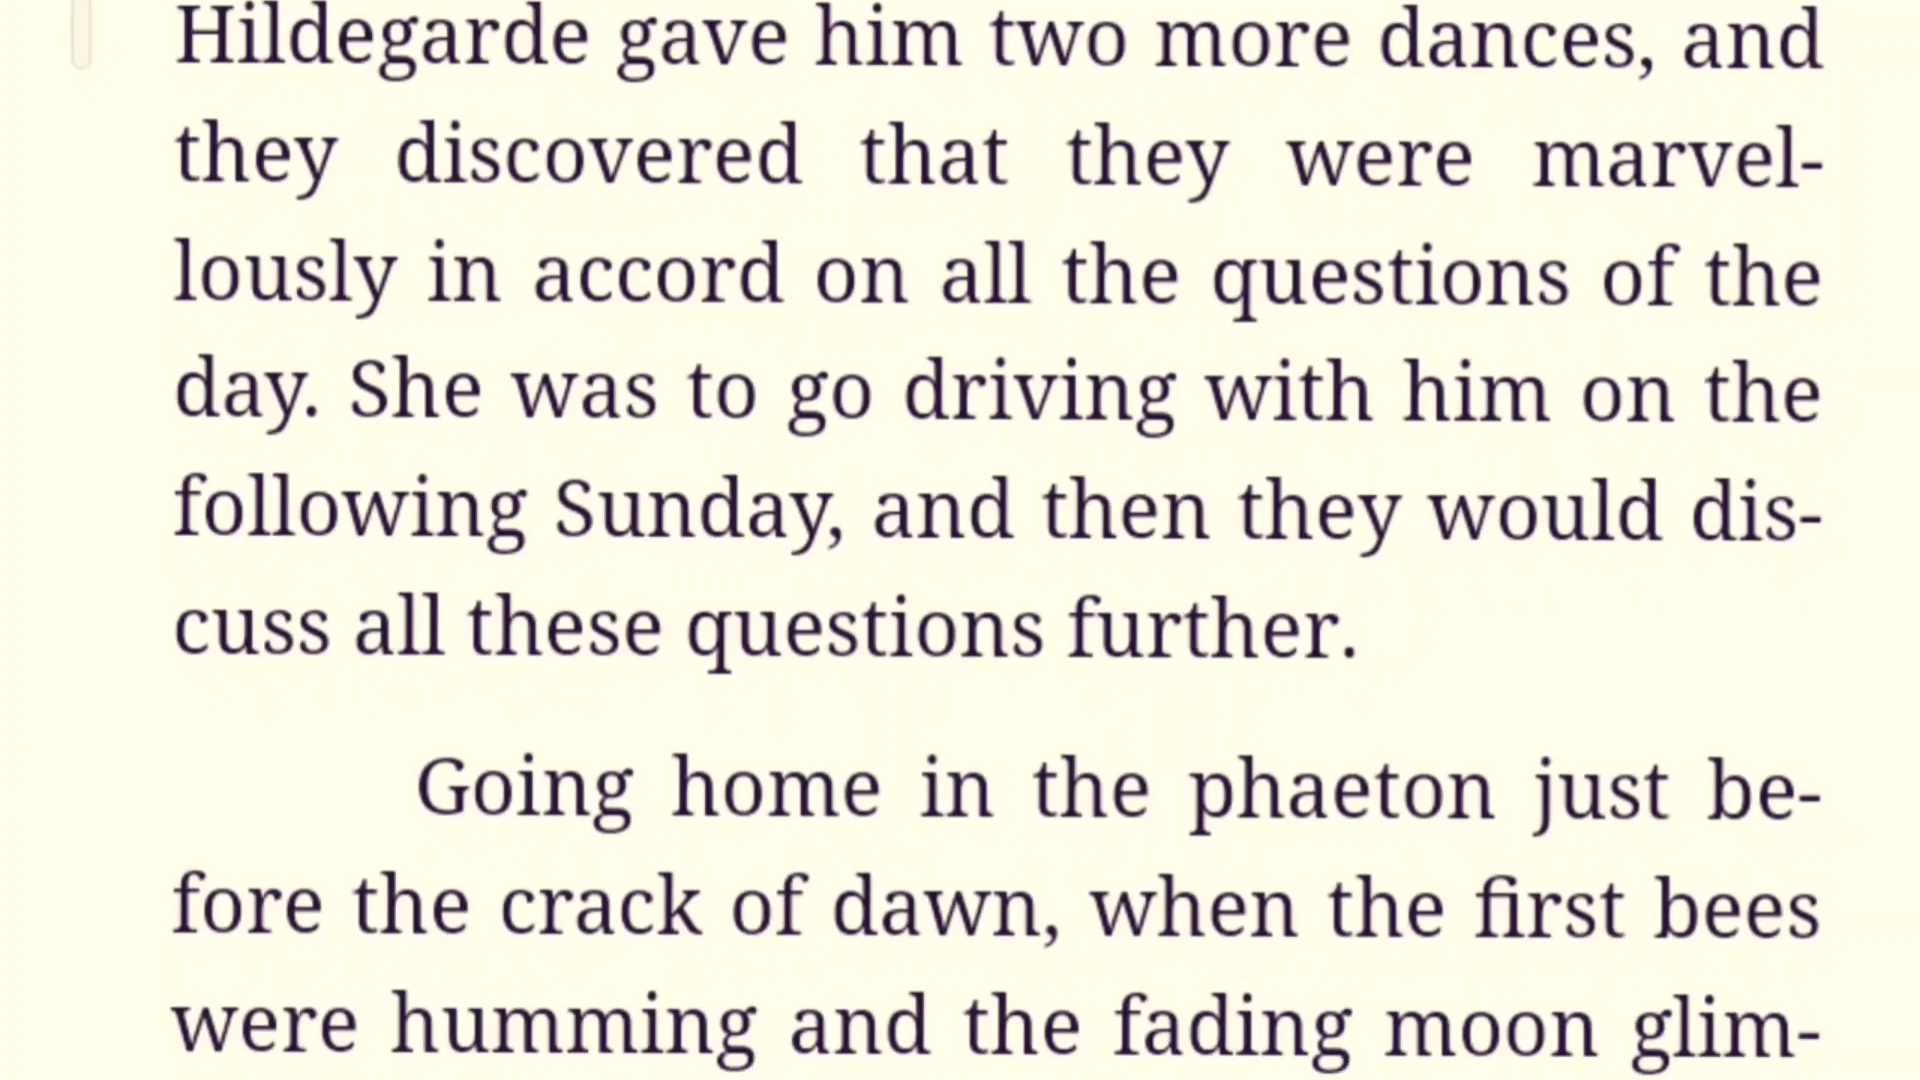 Hildegarde gave him two more dances, and
they discovered that they were marvel-
lously in accord on all the questions of the
day. She was to go driving with him on the
following Sunday, and then they would dis-
cuss all these questions further.
Going home in the phaeton just be-
fore the crack of dawn, when the first bees
were humming and the fading moon glim-